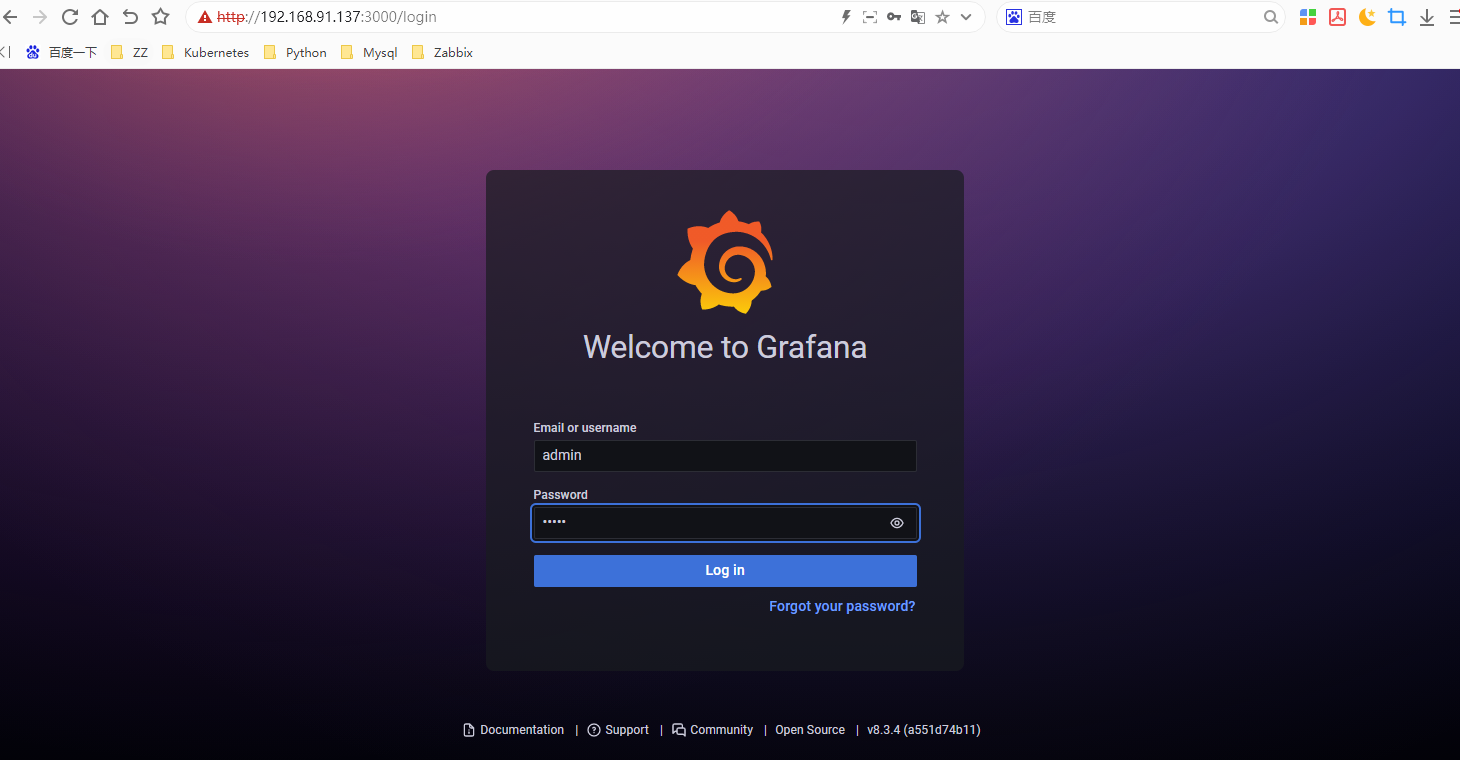 http://192.168.91.137:3000/login
百度
百度一下 ZZ Kubernetes Python Mysql Zabbix
Welcome to Grafana
Email or username
admin
Password
•••••
Log in
Forgot your password?
Documentation | Support | Community | Open Source | v8.3.4 (a551d74b11)